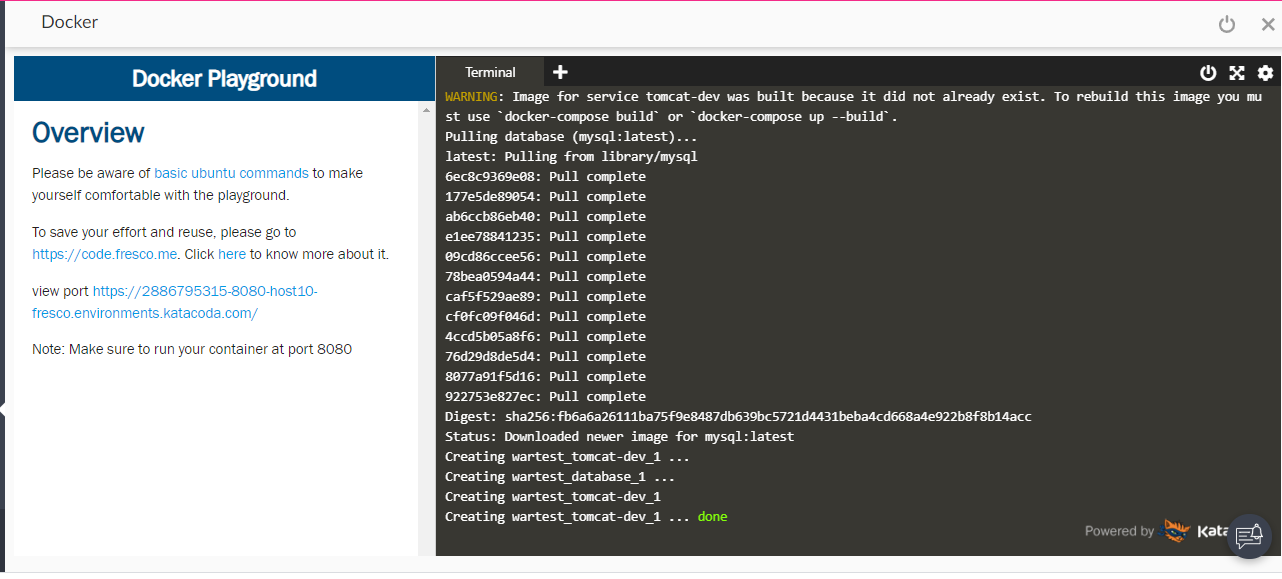 Docker
Docker Playground
Overview
Please be aware of basic ubuntu commands to make
yourself comfortable with the playground.
To save your effort and reuse, please go to
https://code.fresco.me. Click here to know more about it.
view port https://2886795315-8080-host10-
fresco.environments.katacoda.com/
Note: Make sure to run your container at port 8080
Terminal
WARNING: Image for service tomcat-dev was built because it did not already exist. To rebuild this image you mu
st use `docker-compose build` or `docker-compose up --build`.
Pulling database (mysql:latest)...
latest: Pulling from library/mysql
6ec8c9369e08: Pull complete
177e5de89054: Pull complete
ab6ccb86eb40: Pull complete
e1ee78841235: Pull complete
09cd86ccee56: Pull complete
78bea0594a44: Pull complete
caf5f529ae89: Pull complete
cf0fc09f046d: Pull complete
4ccd5b05a8f6: Pull complete
76d29d8de5d4: Pull complete
8077a91f5d16: Pull complete
922753e827ec: Pull complete
Digest: sha256:fb6a6a26111ba75f9e8487db639bc5721d4431beba4cd668a4e922b8f8b14acc
Status: Downloaded newer image for mysql:latest
Creating wartest_tomcat-dev_1 ...
Creating wartest_database_1 ...
Creating wartest_tomcat-dev_1
Creating wartest_tomcat-dev_1 ... done
Powered by Kata